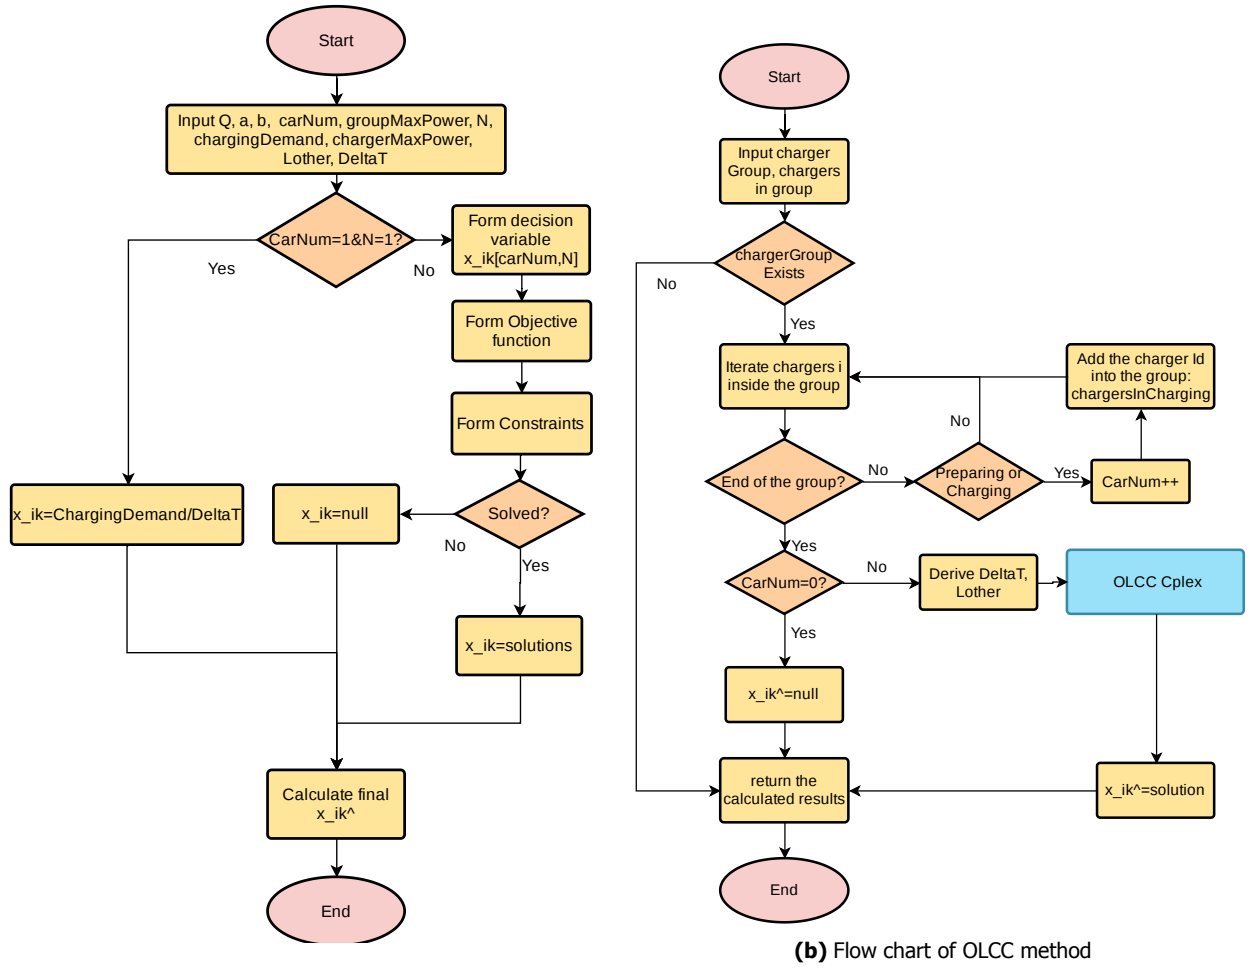 Start
Input Q, a, b, carNum, groupMaxPower, N,
chargingDemand, chargerMaxPower,
Lother, DeltaT
CarNum=1&N=1?
Yes
No
Form decision
variable
x_ik[carNum,N]
Form Objective
function
Form Constraints
Solved?
No
Yes
x_ik=ChargingDemand/DeltaT
x_ik=null
x_ik=solutions
Calculate final
x_ik^
End
Start
Input charger
Group, chargers
in group
chargerGroup
Exists
No
Yes
Iterate chargers i
inside the group
Add the charger Id
into the group:
chargersInCharging
No
End of the group?
No
Preparing or
Charging
Yes
CarNum++
Yes
CarNum=0?
No
Derive DeltaT,
Lother
OLCC Cplex
Yes
x_ik^=null
return the
calculated results
x_ik^=solution
End
(b) Flow chart of OLCC method